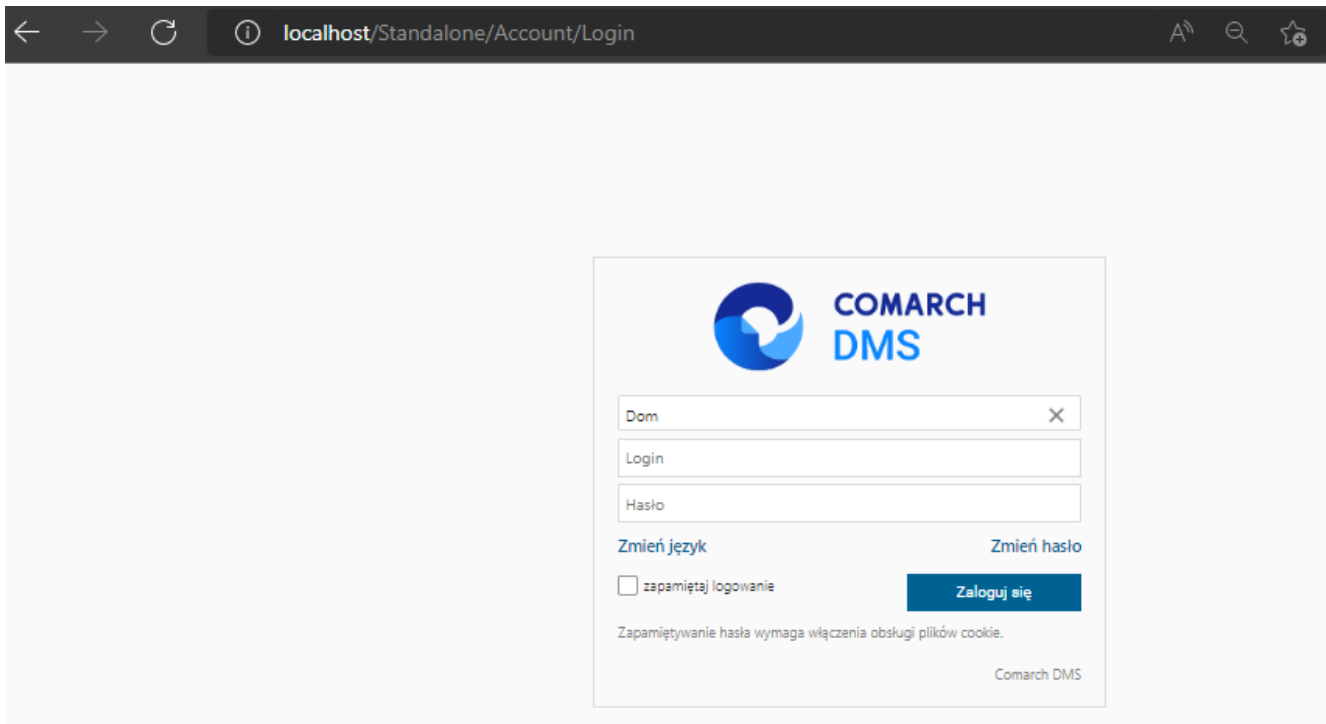 localhost/Standalone/Account/Login
COMARCH
DMS
Dom
Login
Hasło
Zmień język Zmień hasło
zapamiętaj logowanie Zaloguj się
Zapamiętywanie hasła wymaga włączenia obsługi plików cookie.
Comarch DMS